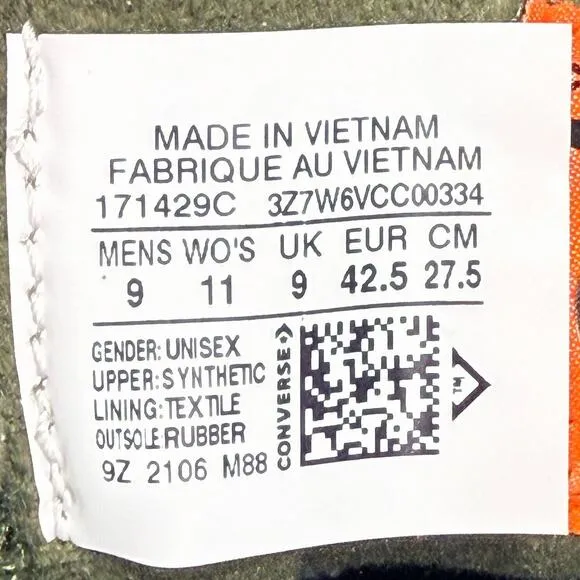 MADE IN VIETNAM
FABRIQUE AU VIETNAM
171429C 3Z7W6VCC00334
MENS WO'S UK EUR CM
9 11 9 42.5 27.5
GENDER: UNISEX
UPPER: SYNTHETIC
LINING: TEXTILE
OUTSOLE:RUBBER
9Z 2106 M88
CONVERSE
TM